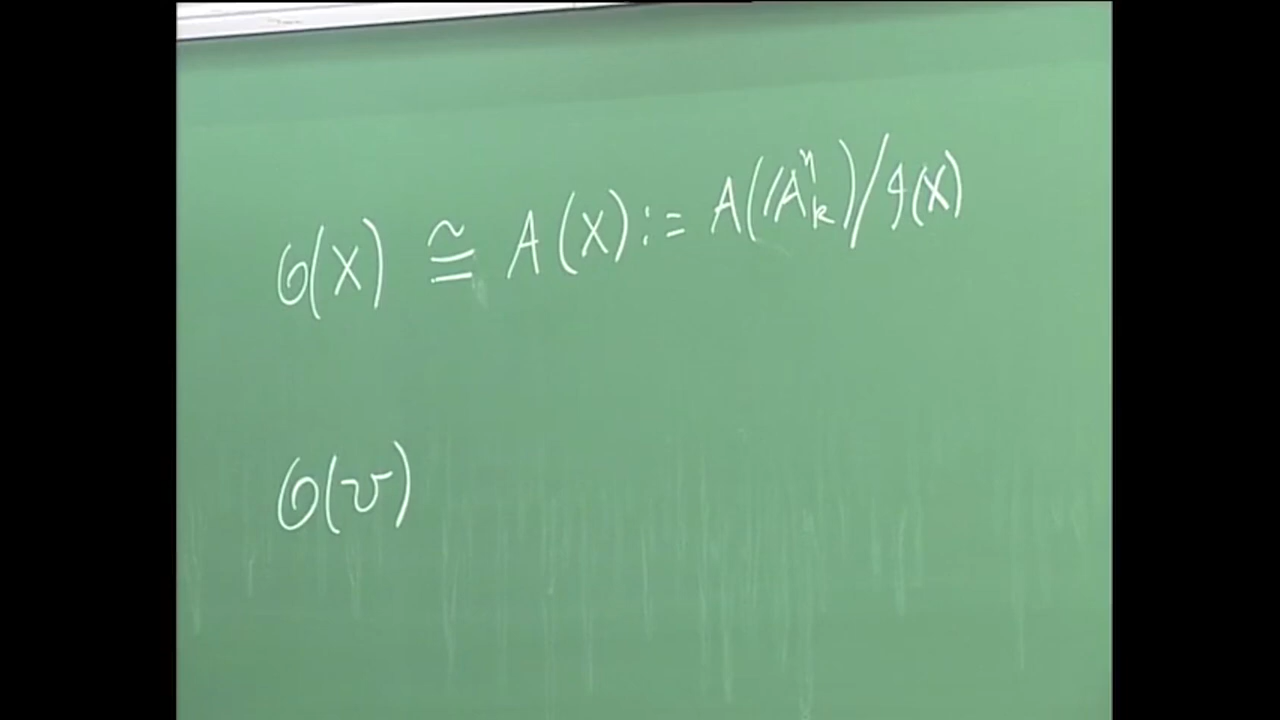 𝒪(X) ≅ A(X) := A(𝔸ⁿₖ)/𝓘(X)
𝒪(v)